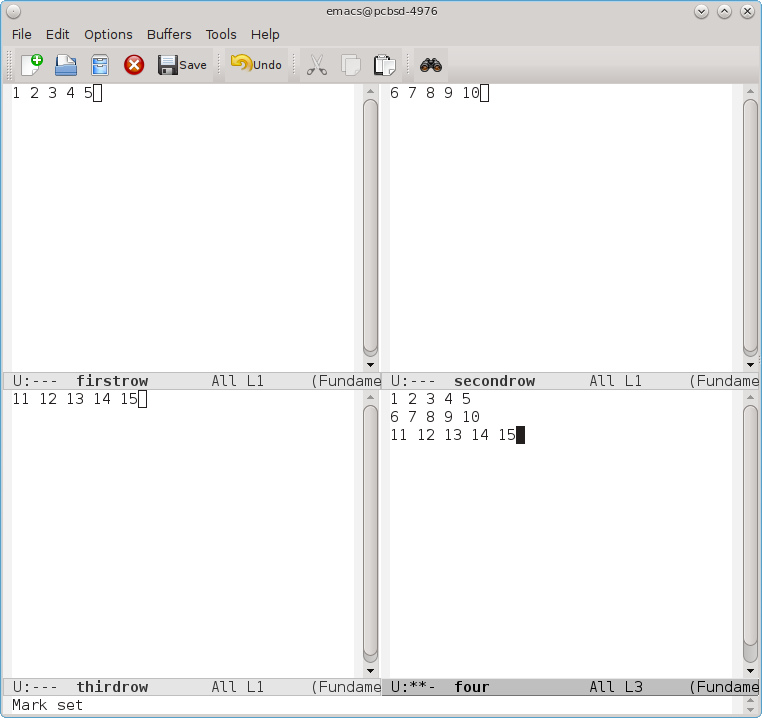 emacs@pcbsd-4976
File Edit Options Buffers Tools Help
Save Undo
1 2 3 4 5
6 7 8 9 10
U:--- firstrow All L1 (Fundame
U:--- secondrow All L1 (Fundame
11 12 13 14 15
1 2 3 4 5
6 7 8 9 10
11 12 13 14 15
U:--- thirdrow All L1 (Fundame
U:**- four All L3 (Fundame
Mark set